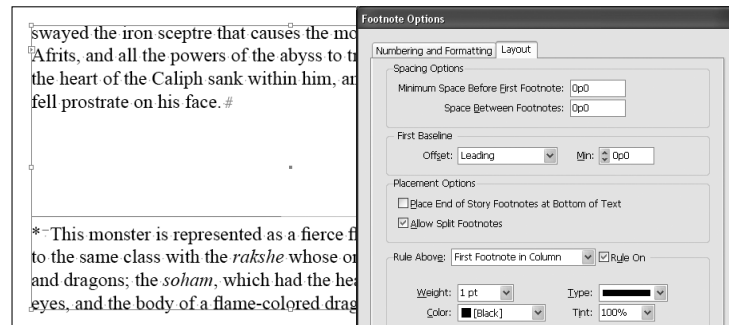 swayed the iron sceptre that causes the mo
Afrits, and all the powers of the abyss to tr
the heart of the Caliph sank within him, an
fell prostrate on his face. #
* This monster is represented as a fierce fl
to the same class with the rakshe whose or
and dragons; the soham, which had the hea
eyes, and the body of a flame-colored drag
Footnote Options
Numbering and Formatting Layout
Spacing Options
Minimum Space Before First Footnote: 0p0
Space Between Footnotes: 0p0
First Baseline
Offset: Leading Min: 0p0
Placement Options
Place End of Story Footnotes at Bottom of Text
Allow Split Footnotes
Rule Above: First Footnote in Column Rule On
Weight: 1 pt Type:
Color: [Black] Tint: 100%